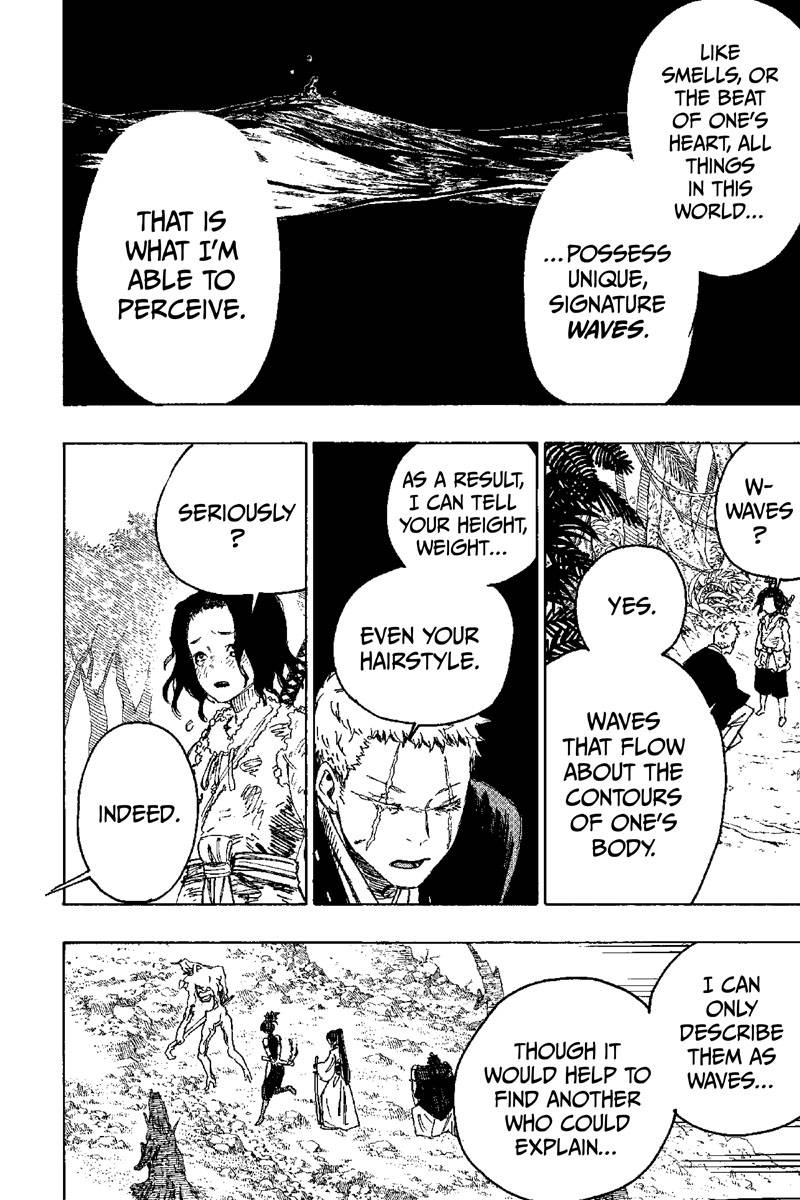 LIKE
SMELLS, OR
THE BEAT
OF ONE'S
HEART, ALL
THINGS
IN THIS
WORLD...
...POSSESS
UNIQUE,
SIGNATURE
WAVES.
THAT IS
WHAT I'M
ABLE TO
PERCEIVE.
W-
WAVES
?
YES.
WAVES
THAT FLOW
ABOUT THE
CONTOURS
OF ONE'S
BODY.
AS A RESULT,
I CAN TELL
YOUR HEIGHT,
WEIGHT...
EVEN YOUR
HAIRSTYLE.
SERIOUSLY
?
INDEED.
I CAN
ONLY
DESCRIBE
THEM AS
WAVES...
THOUGH IT
WOULD HELP TO
FIND ANOTHER
WHO COULD
EXPLAIN...